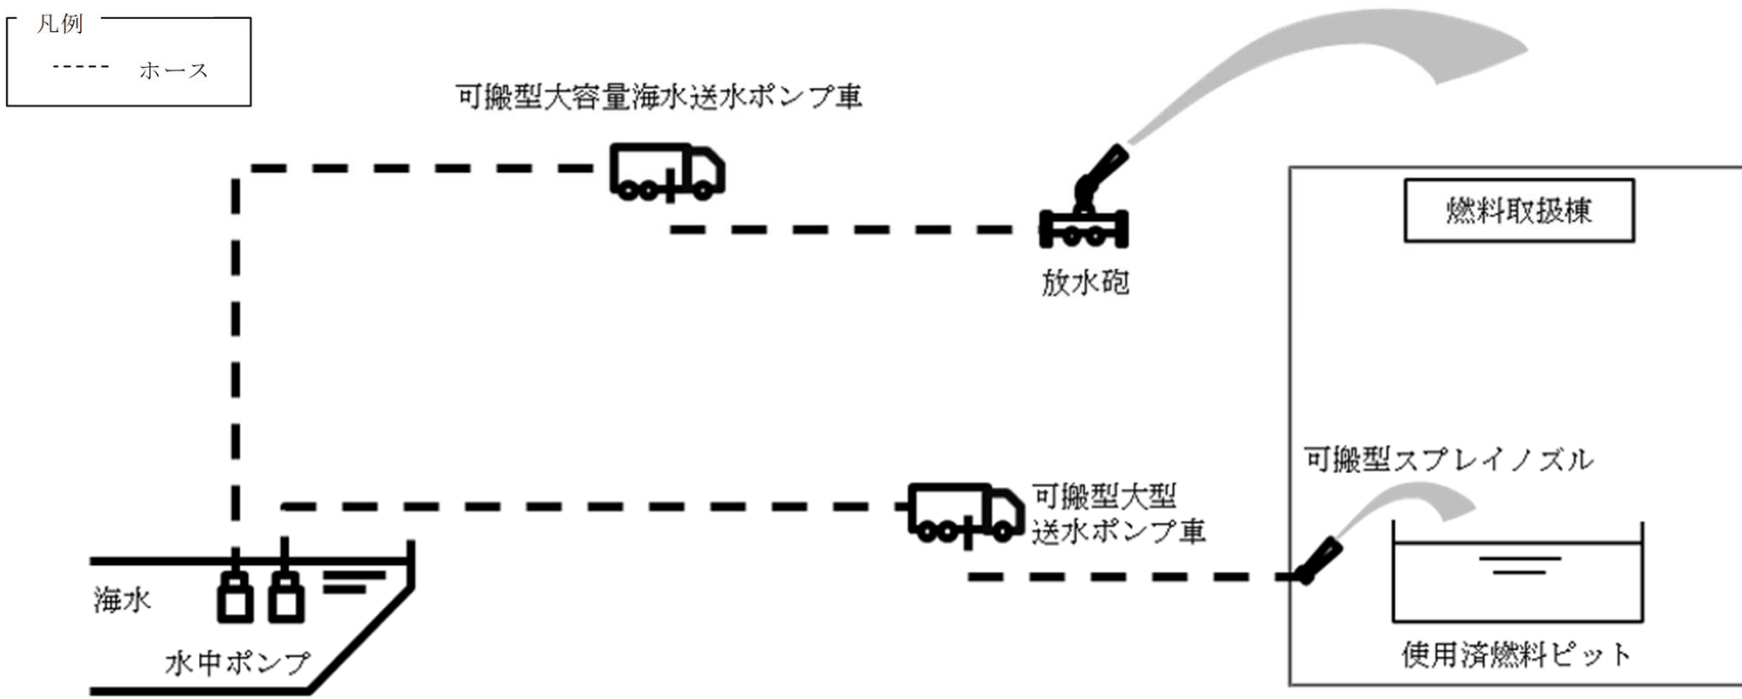 凡例
ホース
可搬型大容量海水送水ポンプ車
燃料取扱棟
放水砲
可搬型スプレイノズル
可搬型大型
送水ポンプ車
海水
水中ポンプ
使用済燃料ピット